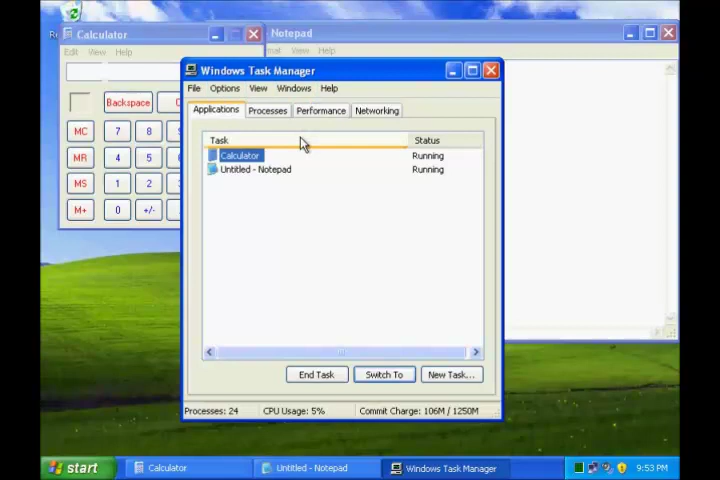 Calculator
Edit View Help
Backspace
MC 7 8
MR 4 5
MS 1 2
M+ 0 +/-
Notepad
View Help
Windows Task Manager
File Options View Windows Help
Applications Processes Performance Networking
Task Status
Calculator Running
Untitled - Notepad Running
End Task Switch To New Task...
Processes: 24 CPU Usage: 5% Commit Charge: 106M / 1250M
start Calculator Untitled - Notepad Windows Task Manager 9:53 PM